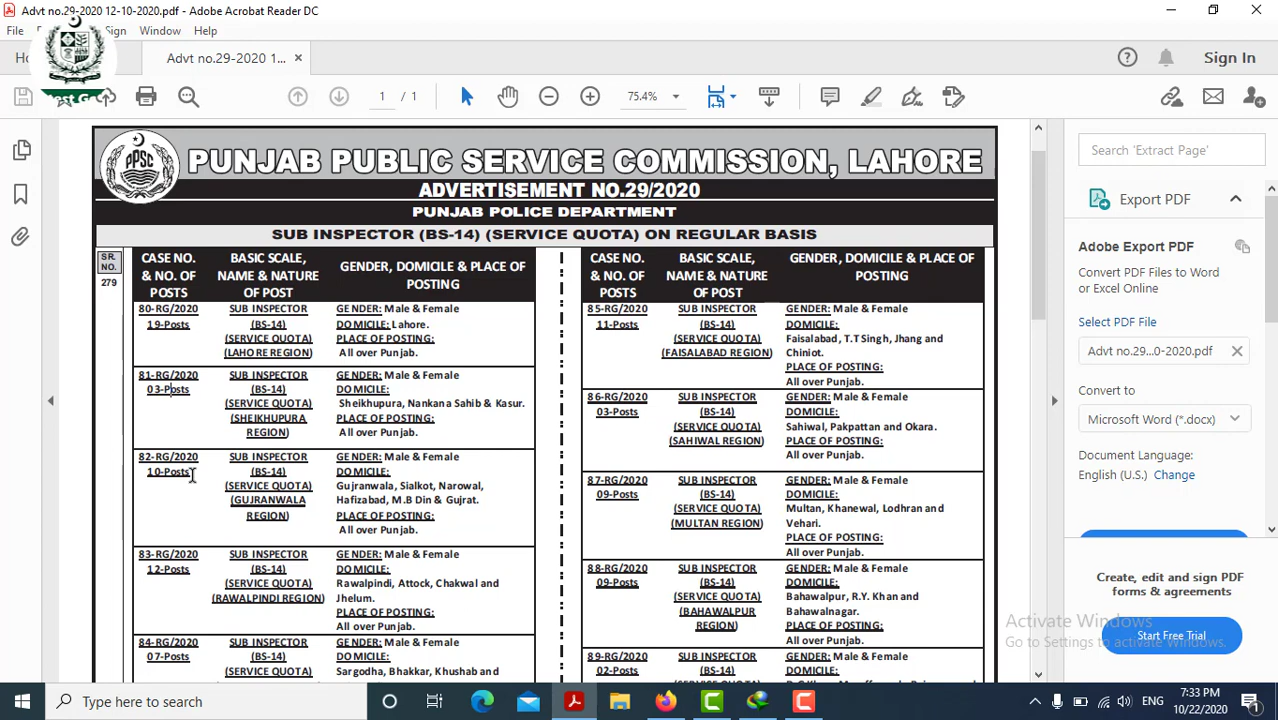 Advt no.29-2020 12-10-2020.pdf - Adobe Acrobat Reader DC
File
Sign
Window
Help
Advt no.29-2020 1...
Sign In
1 / 1
75.4%
PPSC
PUNJAB PUBLIC SERVICE COMMISSION, LAHORE
ADVERTISEMENT NO.29/2020
PUNJAB POLICE DEPARTMENT
SUB INSPECTOR (BS-14) (SERVICE QUOTA) ON REGULAR BASIS
SR. NO.
279
CASE NO. & NO. OF POSTS
BASIC SCALE, NAME & NATURE OF POST
GENDER, DOMICILE & PLACE OF POSTING
80-RG/2020
19-Posts
SUB INSPECTOR
(BS-14)
(SERVICE QUOTA)
(LAHORE REGION)
GENDER: Male & Female
DOMICILE: Lahore.
PLACE OF POSTING:
All over Punjab.
81-RG/2020
03-Posts
SUB INSPECTOR
(BS-14)
(SERVICE QUOTA)
(SHEIKHUPURA
REGION)
GENDER: Male & Female
DOMICILE:
Sheikhupura, Nankana Sahib & Kasur.
PLACE OF POSTING:
All over Punjab.
82-RG/2020
10-Posts
SUB INSPECTOR
(BS-14)
(SERVICE QUOTA)
(GUJRANWALA
REGION)
GENDER: Male & Female
DOMICILE:
Gujranwala, Sialkot, Narowal,
Hafizabad, M.B Din & Gujrat.
PLACE OF POSTING:
All over Punjab.
83-RG/2020
12-Posts
SUB INSPECTOR
(BS-14)
(SERVICE QUOTA)
(RAWALPINDI REGION)
GENDER: Male & Female
DOMICILE:
Rawalpindi, Attock, Chakwal and
Jhelum.
PLACE OF POSTING:
All over Punjab.
84-RG/2020
07-Posts
SUB INSPECTOR
(BS-14)
(SERVICE QUOTA)
GENDER: Male & Female
DOMICILE:
Sargodha, Bhakkar, Khushab and
CASE NO. & NO. OF POSTS
BASIC SCALE, NAME & NATURE OF POST
GENDER, DOMICILE & PLACE OF POSTING
85-RG/2020
11-Posts
SUB INSPECTOR
(BS-14)
(SERVICE QUOTA)
(FAISALABAD REGION)
GENDER: Male & Female
DOMICILE:
Faisalabad, T.T Singh, Jhang and
Chiniot.
PLACE OF POSTING:
All over Punjab.
86-RG/2020
03-Posts
SUB INSPECTOR
(BS-14)
(SERVICE QUOTA)
(SAHIWAL REGION)
GENDER: Male & Female
DOMICILE:
Sahiwal, Pakpattan and Okara.
PLACE OF POSTING:
All over Punjab.
87-RG/2020
09-Posts
SUB INSPECTOR
(BS-14)
(SERVICE QUOTA)
(MULTAN REGION)
GENDER: Male & Female
DOMICILE:
Multan, Khanewal, Lodhran and
Vehari.
PLACE OF POSTING:
All over Punjab.
88-RG/2020
09-Posts
SUB INSPECTOR
(BS-14)
(SERVICE QUOTA)
(BAHAWALPUR
REGION)
GENDER: Male & Female
DOMICILE:
Bahawalpur, R.Y. Khan and
Bahawalnagar.
PLACE OF POSTING:
All over Punjab.
89-RG/2020
02-Posts
SUB INSPECTOR
(BS-14)
(SERVICE QUOTA)
GENDER: Male & Female
DOMICILE:
Search 'Extract Page'
Export PDF
Adobe Export PDF
Convert PDF Files to Word
or Excel Online
Select PDF File
Advt no.29...0-2020.pdf
Convert to
Microsoft Word (*.docx)
Document Language:
English (U.S.) Change
Create, edit and sign PDF
forms & agreements
Start Free Trial
Activate Windows
Go to Settings to activate Windows.
Type here to search
ENG
7:33 PM
10/22/2020
1